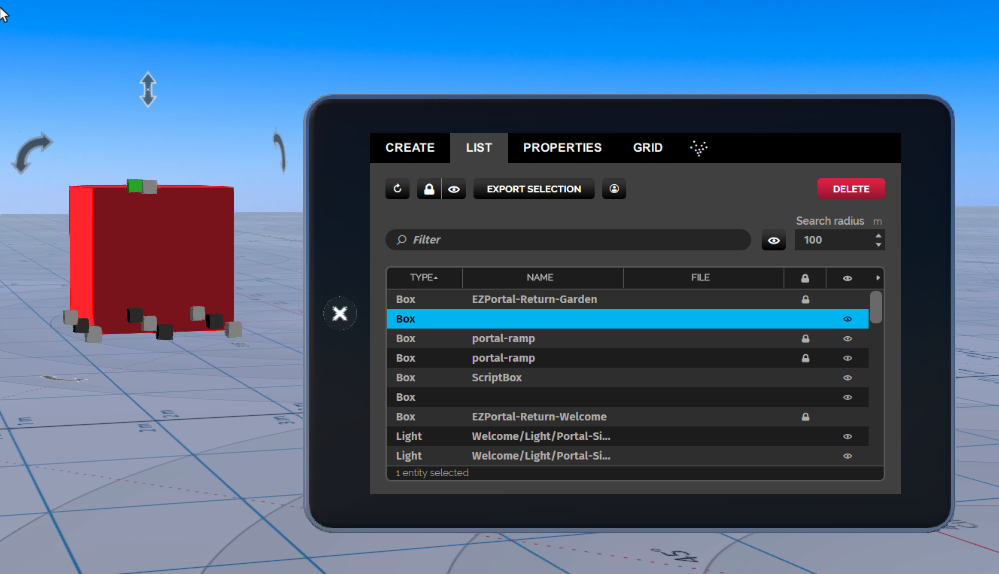 CREATE LIST PROPERTIES GRID
EXPORT SELECTION DELETE
Search radius m
Filter 100
TYPE NAME FILE
Box EZPortal-Return-Garden
Box
Box portal-ramp
Box portal-ramp
Box ScriptBox
Box
Box EZPortal-Return-Welcome
Light Welcome/Light/Portal-Si...
Light Welcome/Light/Portal-Si...
1 entity selected